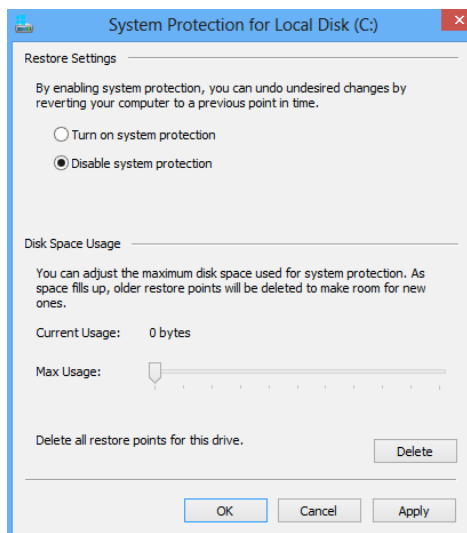 System Protection for Local Disk (C:)
Restore Settings
By enabling system protection, you can undo undesired changes by
reverting your computer to a previous point in time.
Turn on system protection
Disable system protection
Disk Space Usage
You can adjust the maximum disk space used for system protection. As
space fills up, older restore points will be deleted to make room for new
ones.
Current Usage: 0 bytes
Max Usage:
Delete all restore points for this drive.
Delete
OK Cancel Apply